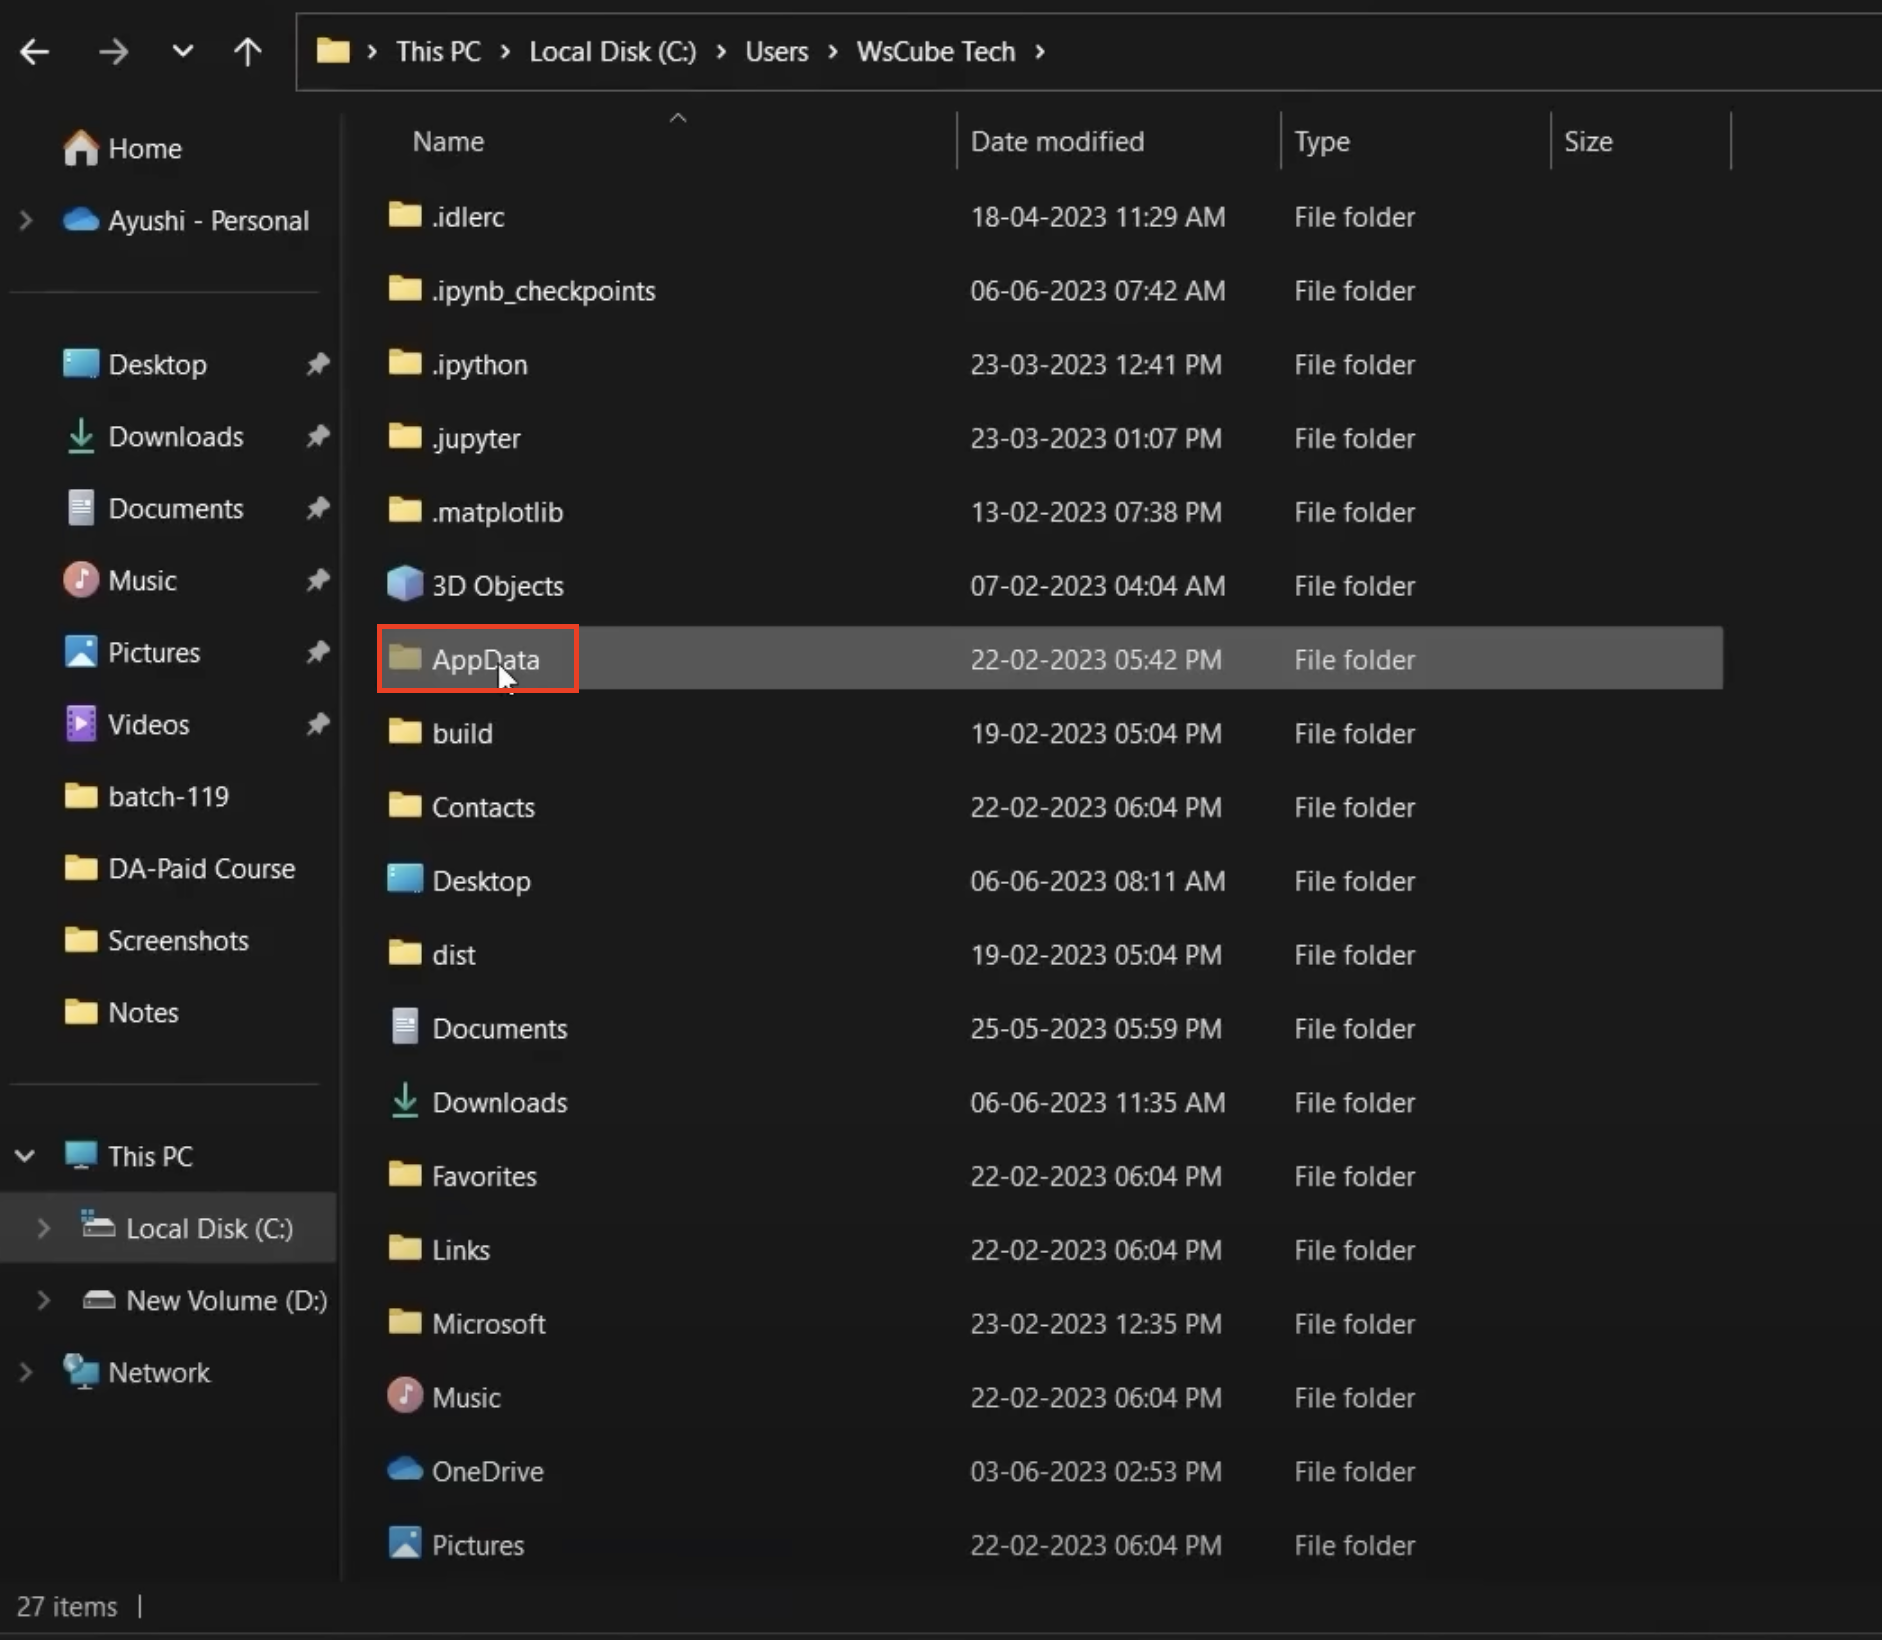 This PC > Local Disk (C:) > Users > WsCube Tech >
Home
Ayushi - Personal
Desktop
Downloads
Documents
Music
Pictures
Videos
batch-119
DA-Paid Course
Screenshots
Notes
This PC
Local Disk (C:)
New Volume (D:)
Network
Name Date modified Type Size
.idlerc 18-04-2023 11:29 AM File folder
.ipynb_checkpoints 06-06-2023 07:42 AM File folder
.ipython 23-03-2023 12:41 PM File folder
.jupyter 23-03-2023 01:07 PM File folder
.matplotlib 13-02-2023 07:38 PM File folder
3D Objects 07-02-2023 04:04 AM File folder
AppData 22-02-2023 05:42 PM File folder
build 19-02-2023 05:04 PM File folder
Contacts 22-02-2023 06:04 PM File folder
Desktop 06-06-2023 08:11 AM File folder
dist 19-02-2023 05:04 PM File folder
Documents 25-05-2023 05:59 PM File folder
Downloads 06-06-2023 11:35 AM File folder
Favorites 22-02-2023 06:04 PM File folder
Links 22-02-2023 06:04 PM File folder
Microsoft 23-02-2023 12:35 PM File folder
Music 22-02-2023 06:04 PM File folder
OneDrive 03-06-2023 02:53 PM File folder
Pictures 22-02-2023 06:04 PM File folder
27 items